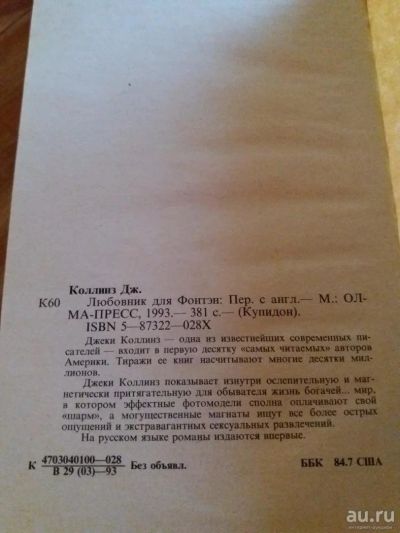 Коллинз Дж.
К60 Любовник для Фонтэн: Пер. с англ.— М.: ОЛ-
МА-ПРЕСС, 1993.— 381 с.— (Купидон).
ISBN 5—87322—028X
Джеки Коллинз — одна из известнейших современных пи-
сателей — входит в первую десятку «самых читаемых» авторов
Америки. Тиражи ее книг насчитывают многие десятки мил-
лионов.
Джеки Коллинз показывает изнутри ослепительную и маг-
нетически притягательную для обывателя жизнь богачей... мир,
в котором эффектные фотомодели сполна оплачивают свой
«шарм», а могущественные магнаты ищут все более острых
ощущений и экстравагантных сексуальных развлечений.
На русском языке романы издаются впервые.
К 4703040100—028 Без объявл. ББК 84.7 США
В 29 (03)—93
au.ru
интернет-аукцион